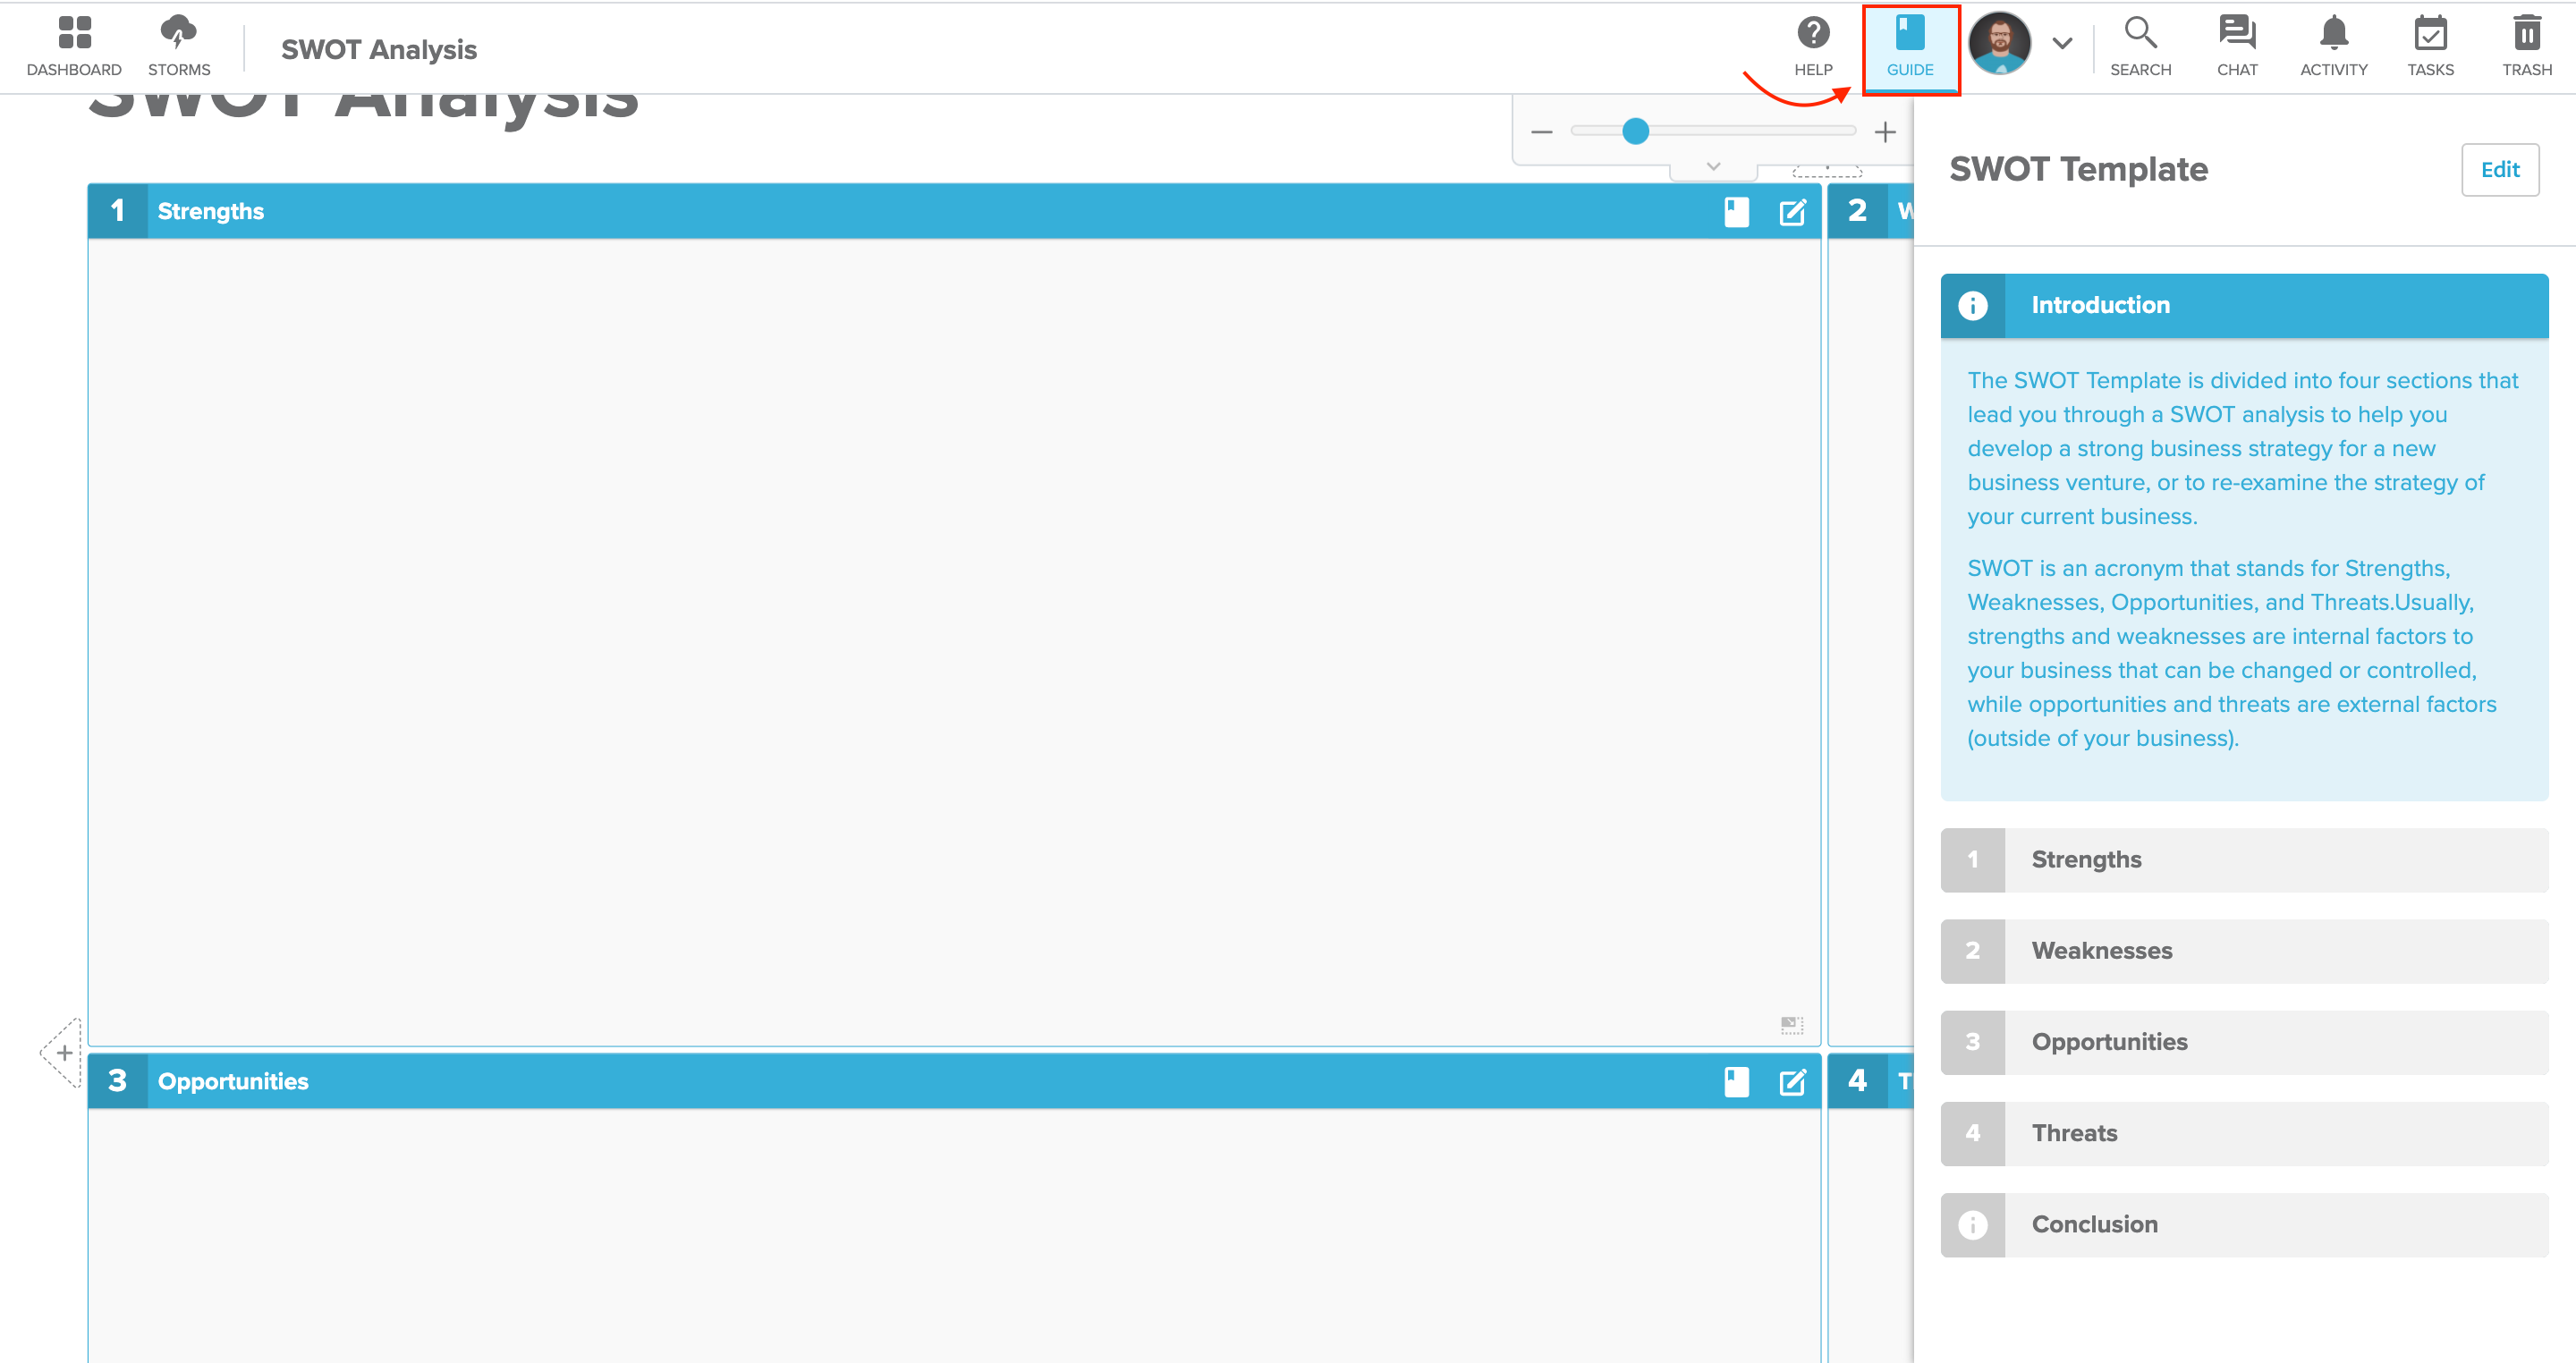 DASHBOARD
STORMS
SWOT Analysis
HELP
GUIDE
SEARCH
CHAT
ACTIVITY
TASKS
TRASH
SWOT Analysis
1 Strengths
2 W
3 Opportunities
4 T
SWOT Template
Edit
Introduction
The SWOT Template is divided into four sections that
lead you through a SWOT analysis to help you
develop a strong business strategy for a new
business venture, or to re-examine the strategy of
your current business.
SWOT is an acronym that stands for Strengths,
Weaknesses, Opportunities, and Threats.Usually,
strengths and weaknesses are internal factors to
your business that can be changed or controlled,
while opportunities and threats are external factors
(outside of your business).
1 Strengths
2 Weaknesses
3 Opportunities
4 Threats
Conclusion